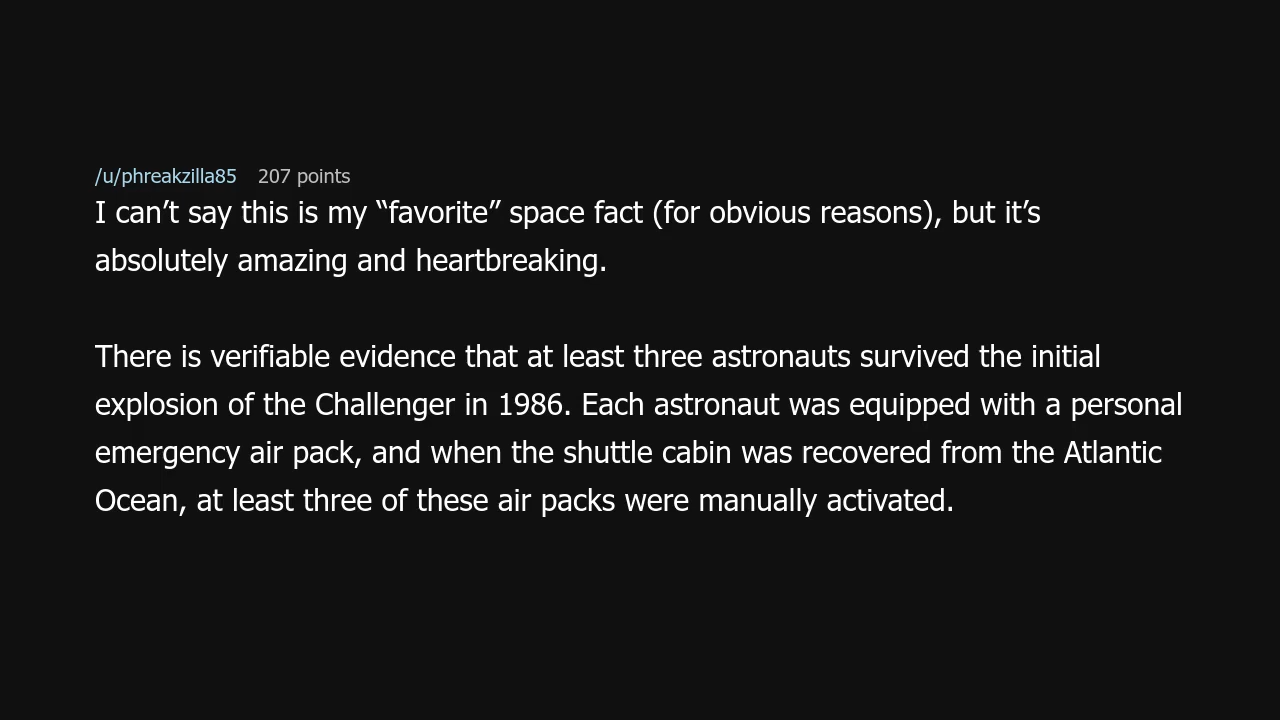 /u/phreakzilla85 207 points
I can’t say this is my “favorite” space fact (for obvious reasons), but it’s
absolutely amazing and heartbreaking.
There is verifiable evidence that at least three astronauts survived the initial
explosion of the Challenger in 1986. Each astronaut was equipped with a personal
emergency air pack, and when the shuttle cabin was recovered from the Atlantic
Ocean, at least three of these air packs were manually activated.